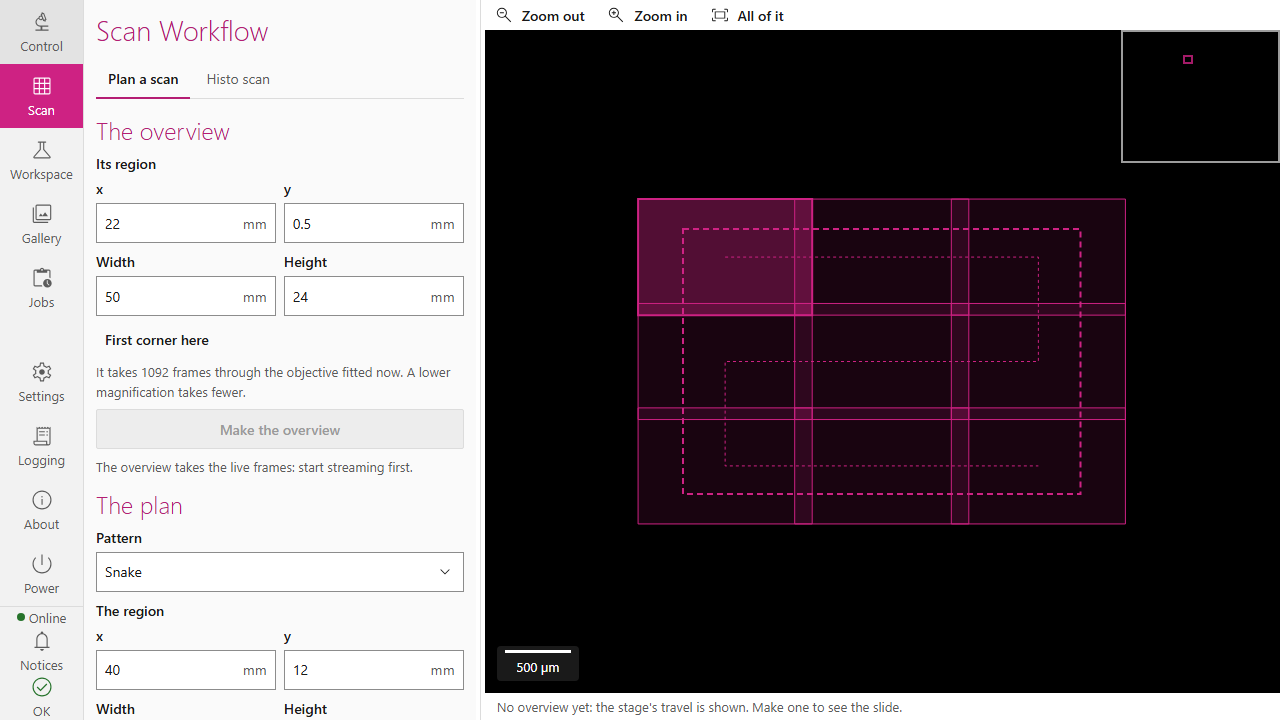 Control
Scan
Workspace
Gallery
Jobs
Settings
Logging
About
Power
Online
Notices
OK
Scan Workflow
Plan a scan
Histo scan
The overview
Its region
x
y
22 mm
0.5 mm
Width
Height
50 mm
24 mm
First corner here
It takes 1092 frames through the objective fitted now. A lower
magnification takes fewer.
Make the overview
The overview takes the live frames: start streaming first.
The plan
Pattern
Snake
The region
x
y
40 mm
12 mm
Width
Height
Zoom out
Zoom in
All of it
500 µm
No overview yet: the stage's travel is shown. Make one to see the slide.